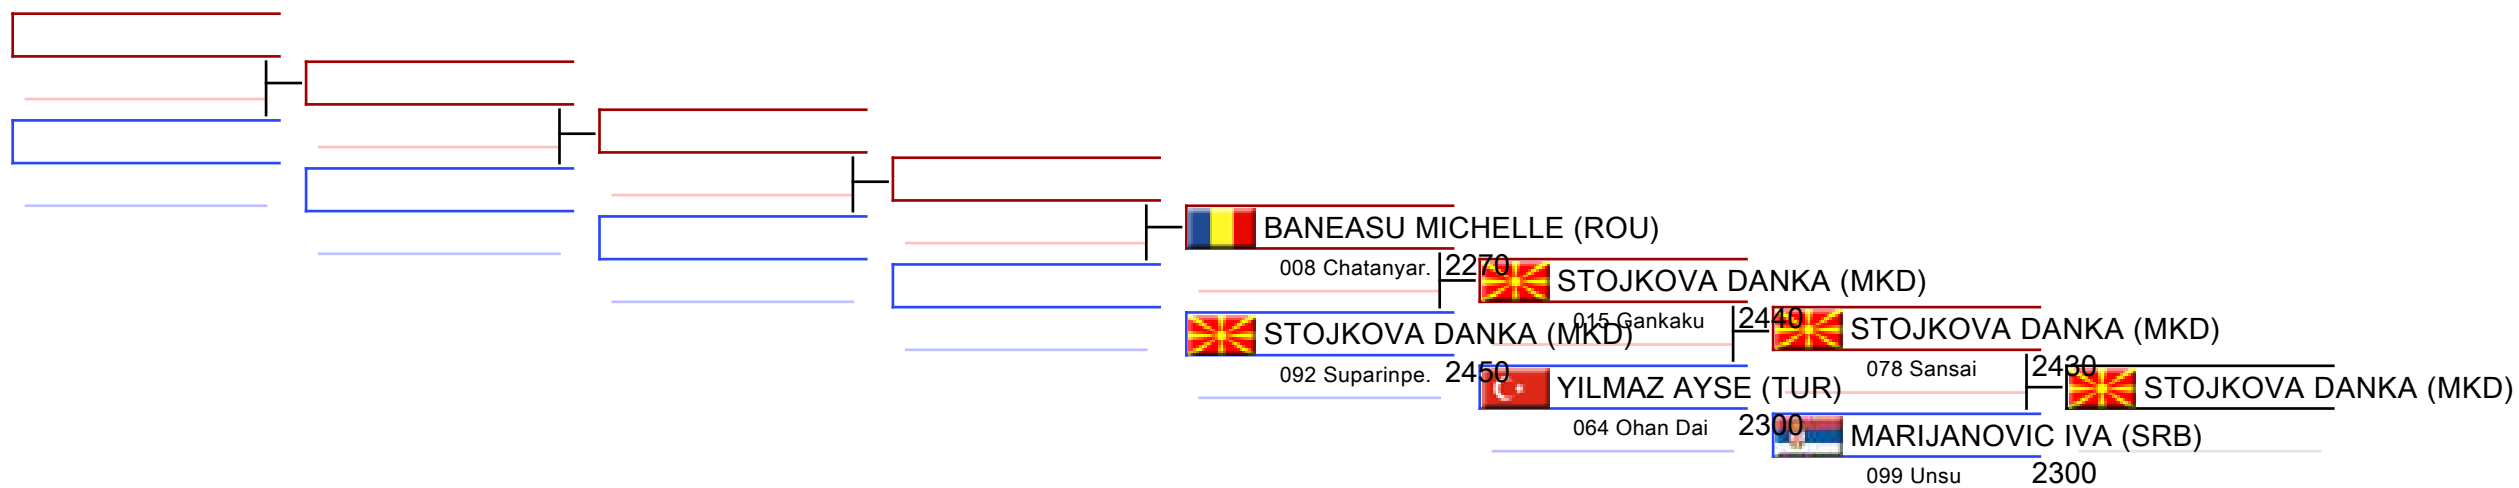 BANEASU MICHELLE (ROU)
008 Chatanyar. 2270
STOJKOVA DANKA (MKD)
092 Suparinpe. 2450
STOJKOVA DANKA (MKD)
015 Gankaku 2440
YILMAZ AYSE (TUR)
064 Ohan Dai 2300
STOJKOVA DANKA (MKD)
078 Sansai 2430
MARIJANOVIC IVA (SRB)
099 Unsu 2300
STOJKOVA DANKA (MKD)